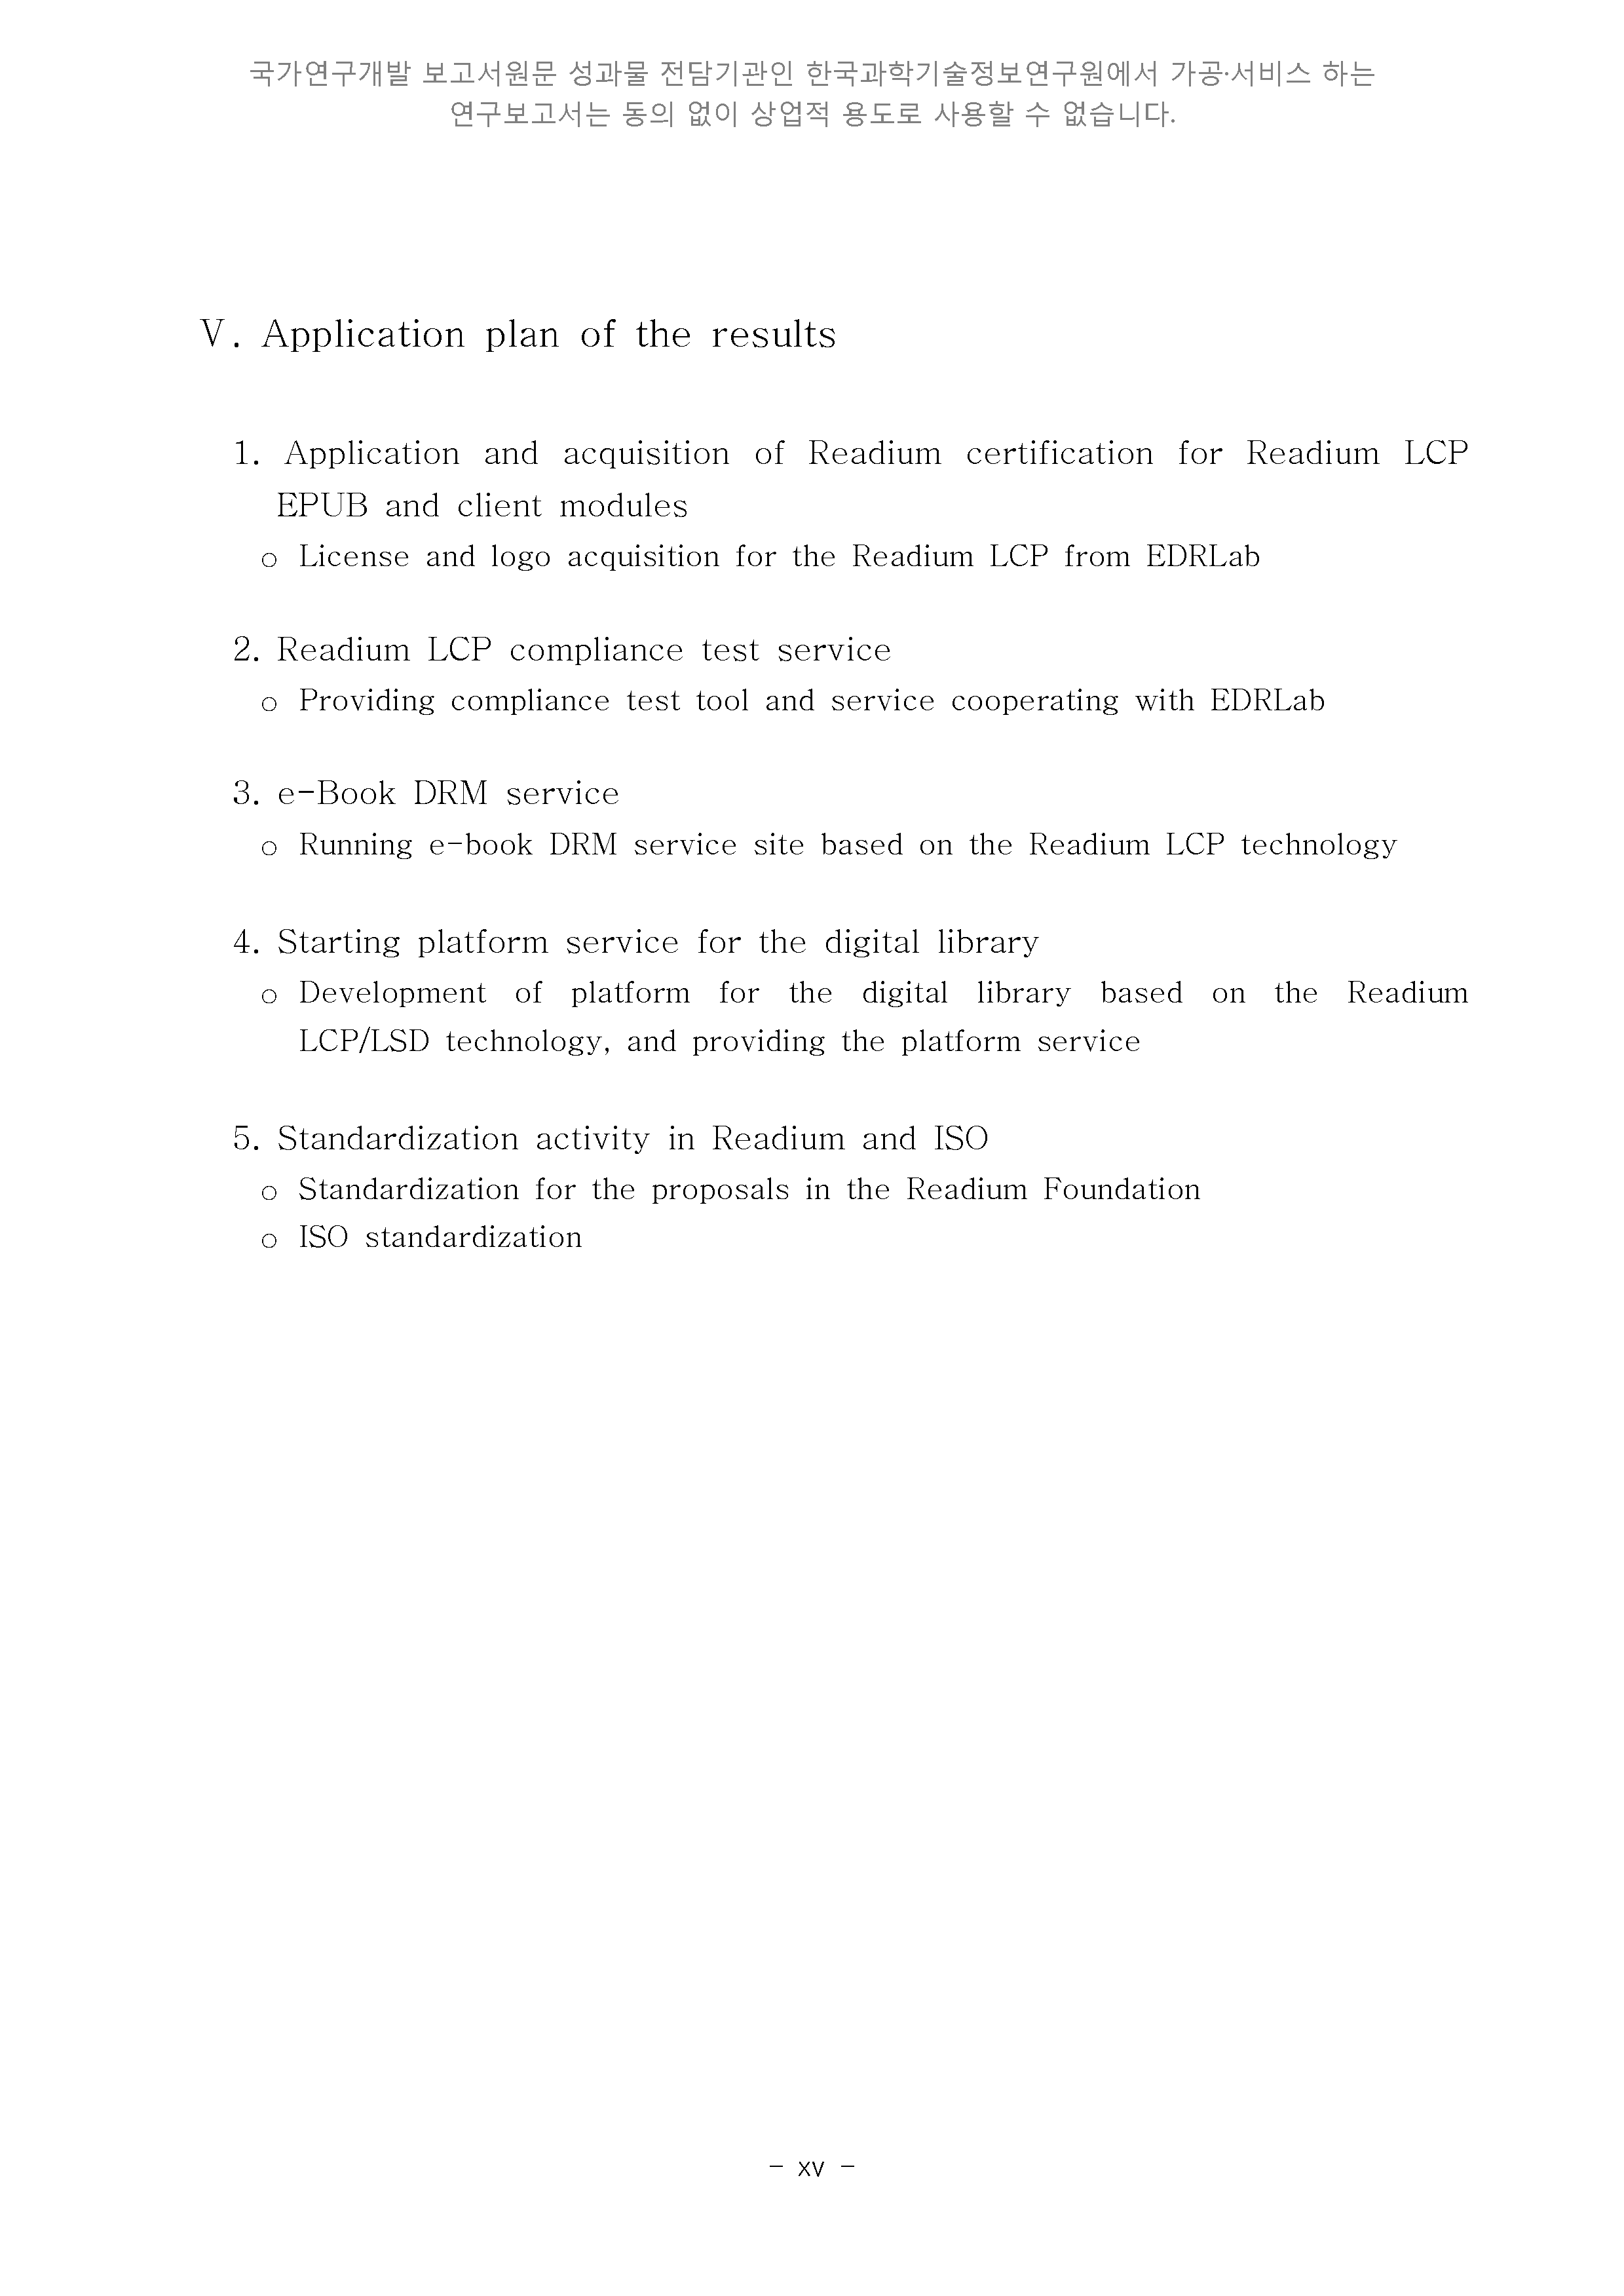 국가연구개발 보고서원문 성과물 전담기관인 한국과학기술정보연구원에서 가공·서비스 하는
연구보고서는 동의 없이 상업적 용도로 사용할 수 없습니다.
Ⅴ. Application plan of the results
1. Application and acquisition of Readium certification for Readium LCP
EPUB and client modules
○ License and logo acquisition for the Readium LCP from EDRLab
2. Readium LCP compliance test service
○ Providing compliance test tool and service cooperating with EDRLab
3. e-Book DRM service
○ Running e-book DRM service site based on the Readium LCP technology
4. Starting platform service for the digital library
○ Development of platform for the digital library based on the Readium
LCP/LSD technology, and providing the platform service
5. Standardization activity in Readium and ISO
○ Standardization for the proposals in the Readium Foundation
○ ISO standardization
- xv -